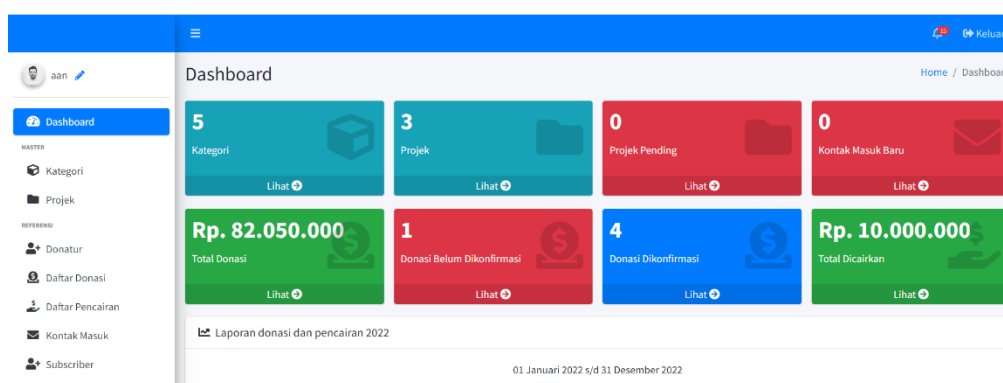 15 Keluar
aan
Dashboard
Home / Dashboar
Dashboard
MASTER
Kategori
Projek
REFERENSI
Donatur
Daftar Donasi
Daftar Pencairan
Kontak Masuk
Subscriber
5
Kategori
Lihat
3
Projek
Lihat
0
Projek Pending
Lihat
0
Kontak Masuk Baru
Lihat
Rp. 82.050.000
Total Donasi
Lihat
1
Donasi Belum Dikonfirmasi
Lihat
4
Donasi Dikonfirmasi
Lihat
Rp. 10.000.000
Total Dicairkan
Lihat
Laporan donasi dan pencairan 2022
01 Januari 2022 s/d 31 Desember 2022